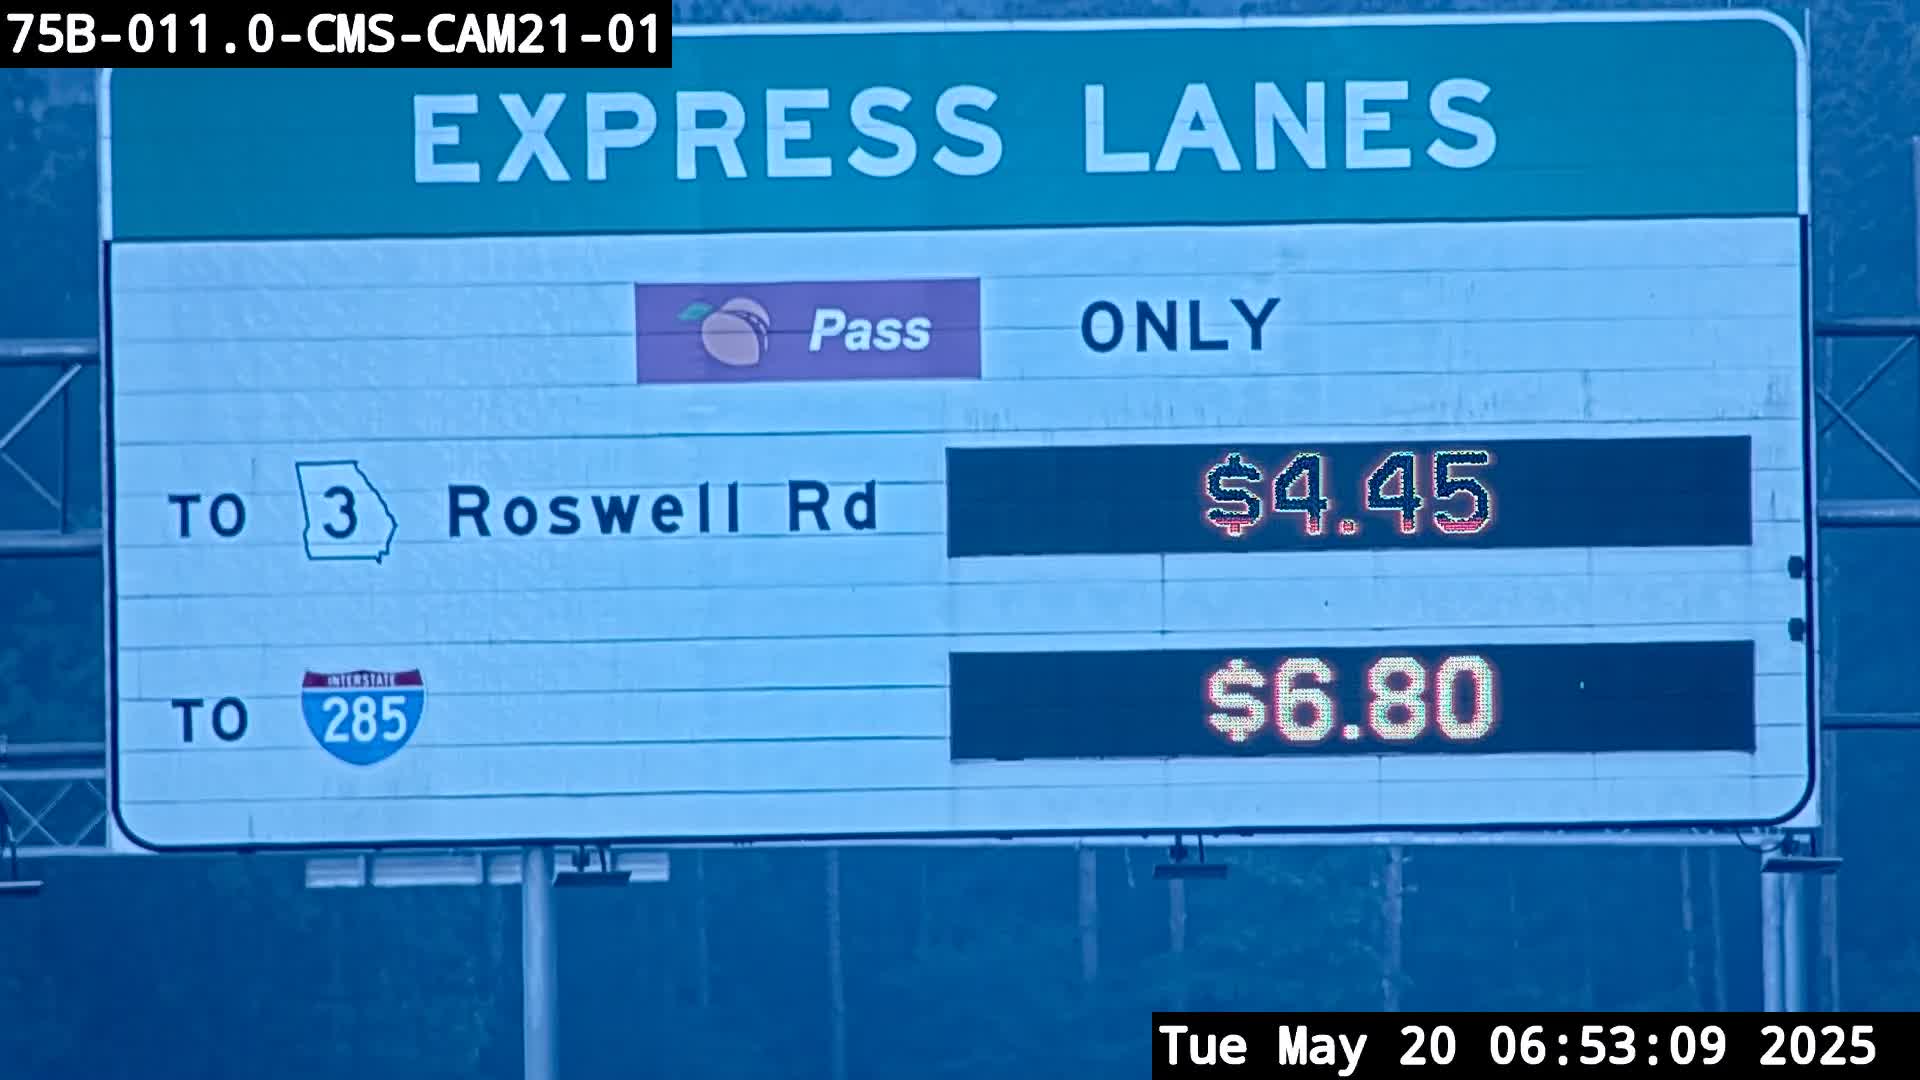 75B-011.0-CMS-CAM21-01
EXPRESS LANES
Pass ONLY
TO 3 Roswell Rd $4.45
TO INTERSTATE 285 $6.80
Tue May 20 06:53:09 2025